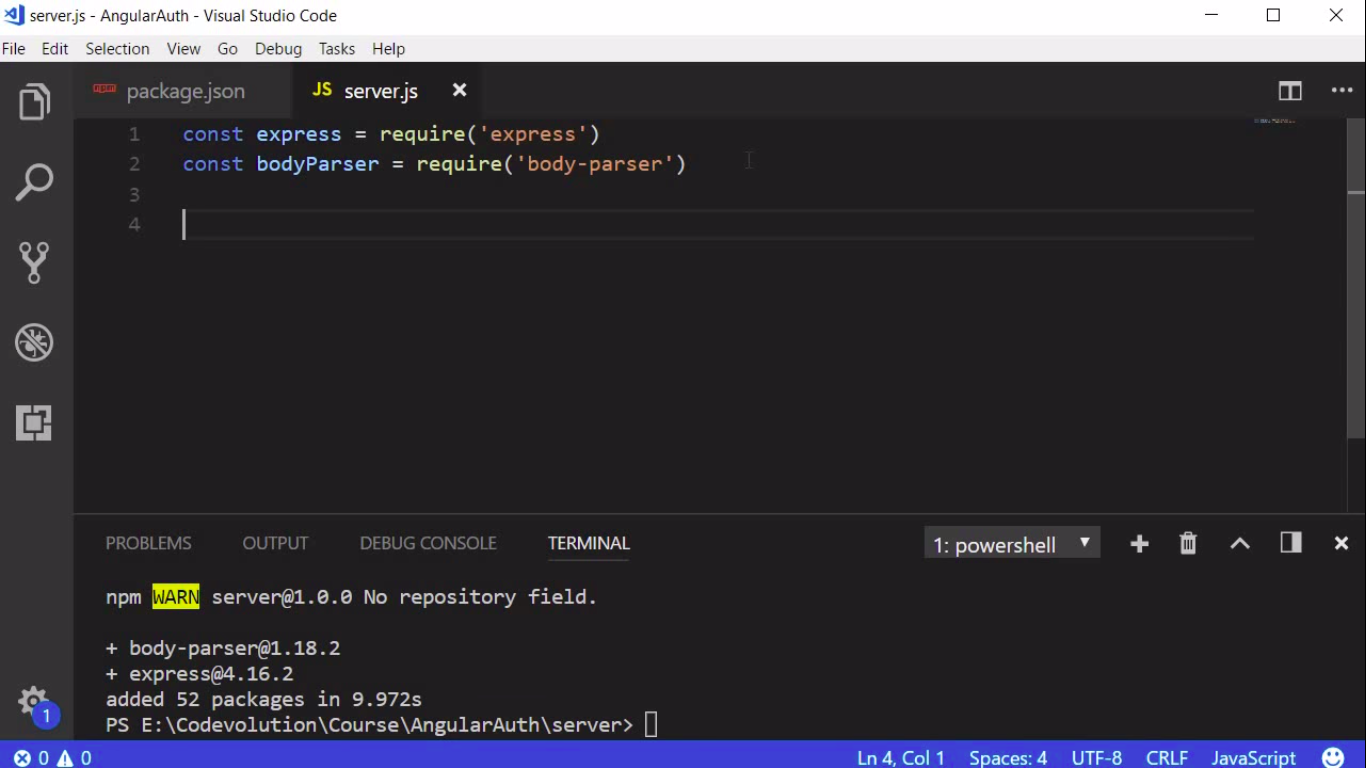 server.js - AngularAuth - Visual Studio Code
File Edit Selection View Go Debug Tasks Help
npm package.json JS server.js
1 const express = require('express')
2 const bodyParser = require('body-parser')
3
4
PROBLEMS OUTPUT DEBUG CONSOLE TERMINAL 1: powershell
npm WARN server@1.0.0 No repository field.
+ body-parser@1.18.2
+ express@4.16.2
added 52 packages in 9.972s
PS E:\Codevolution\Course\AngularAuth\server>
1
0 0 Ln 4, Col 1 Spaces: 4 UTF-8 CRLF JavaScript